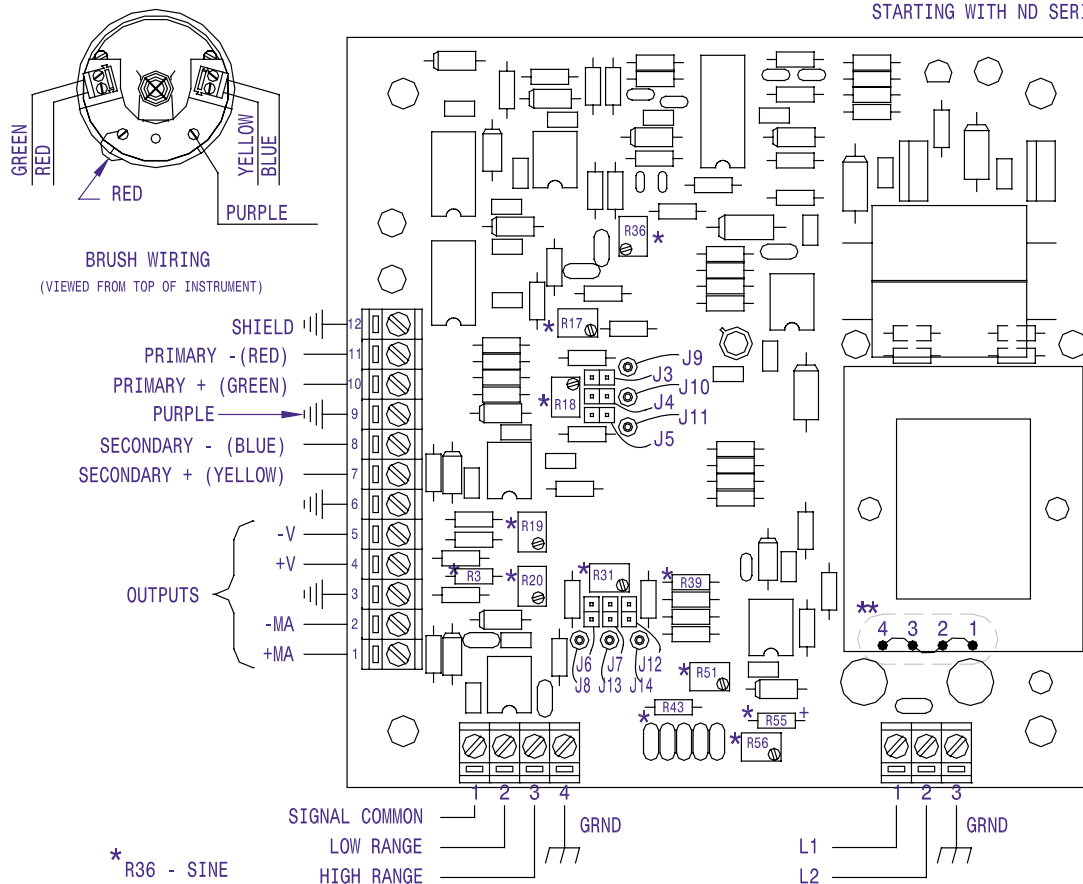 STARTING WITH ND SERI
GREEN
RED
YELLOW
BLUE
RED
PURPLE
BRUSH WIRING
(VIEWED FROM TOP OF INSTRUMENT)
SHIELD 12
PRIMARY -(RED) 11
PRIMARY + (GREEN) 10
PURPLE 9
SECONDARY - (BLUE) 8
SECONDARY + (YELLOW) 7
6
-V 5
+V 4
OUTPUTS
3
-MA 2
+MA 1
R36 *
* R17
* R18
J9
J3
J10
J4
J11
J5
* R19
* R3
* R20
* R31
* R39
J6 J7 J12
J8 J13 J14
* R51
* R43
* R55 +
* R56
**
4 3 2 1
1 2 3 4
SIGNAL COMMON
LOW RANGE
HIGH RANGE
GRND
1 2 3
L1
L2
GRND
* R36 - SINE